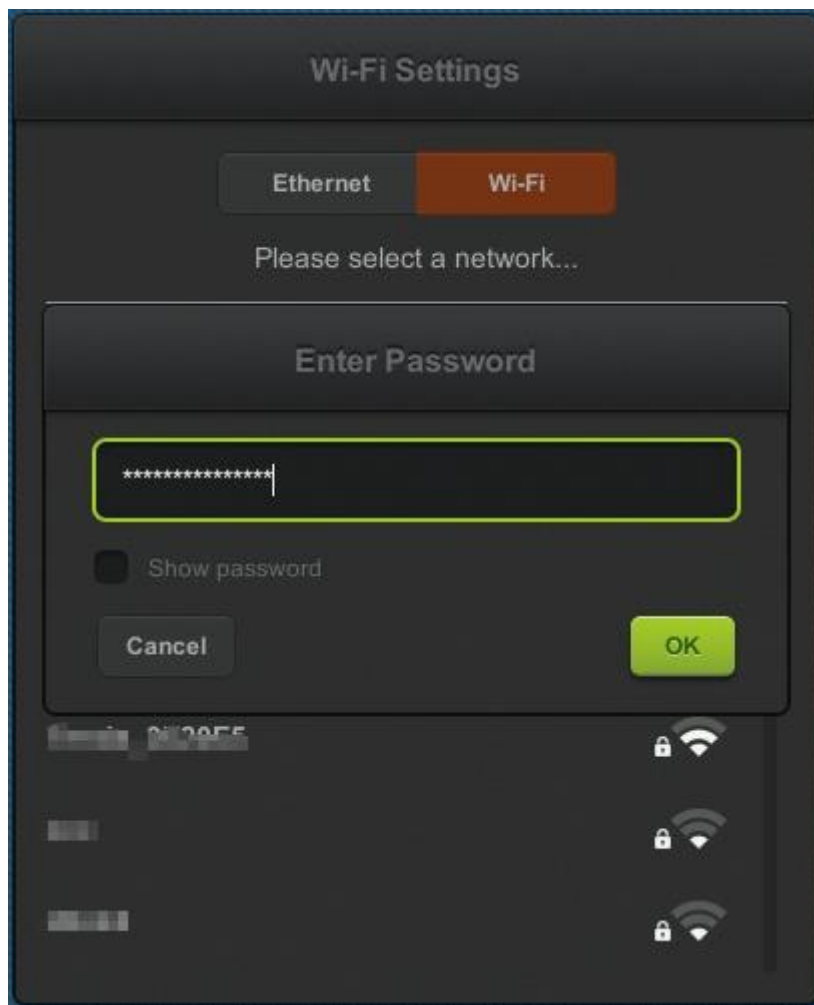 Wi-Fi Settings
Ethernet Wi-Fi
Please select a network...
Enter Password
***************
Show password
Cancel OK